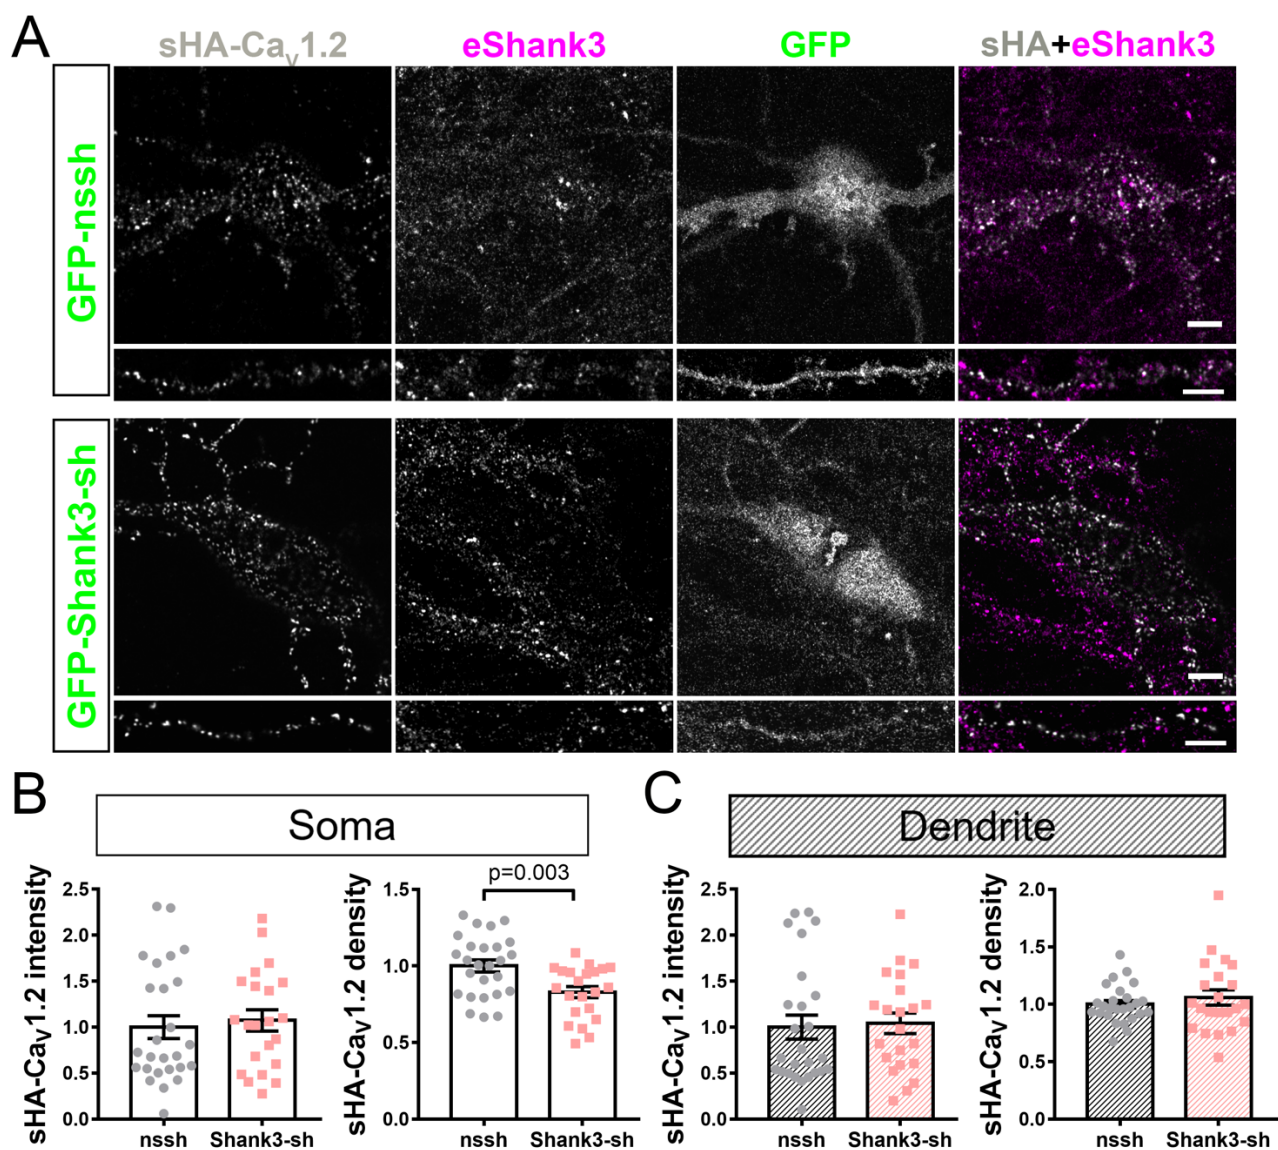 A
sHA-CaV1.2
eShank3
GFP
sHA+eShank3
GFP-nssh
GFP-Shank3-sh
B
Soma
sHA-CaV1.2 intensity
2.5
2.0
1.5
1.0
0.5
0.0
nssh
Shank3-sh
sHA-CaV1.2 density
p=0.003
1.5
1.0
0.5
0.0
nssh
Shank3-sh
C
Dendrite
sHA-CaV1.2 intensity
2.5
2.0
1.5
1.0
0.5
0.0
nssh
Shank3-sh
sHA-CaV1.2 density
2.0
1.5
1.0
0.5
0.0
nssh
Shank3-sh